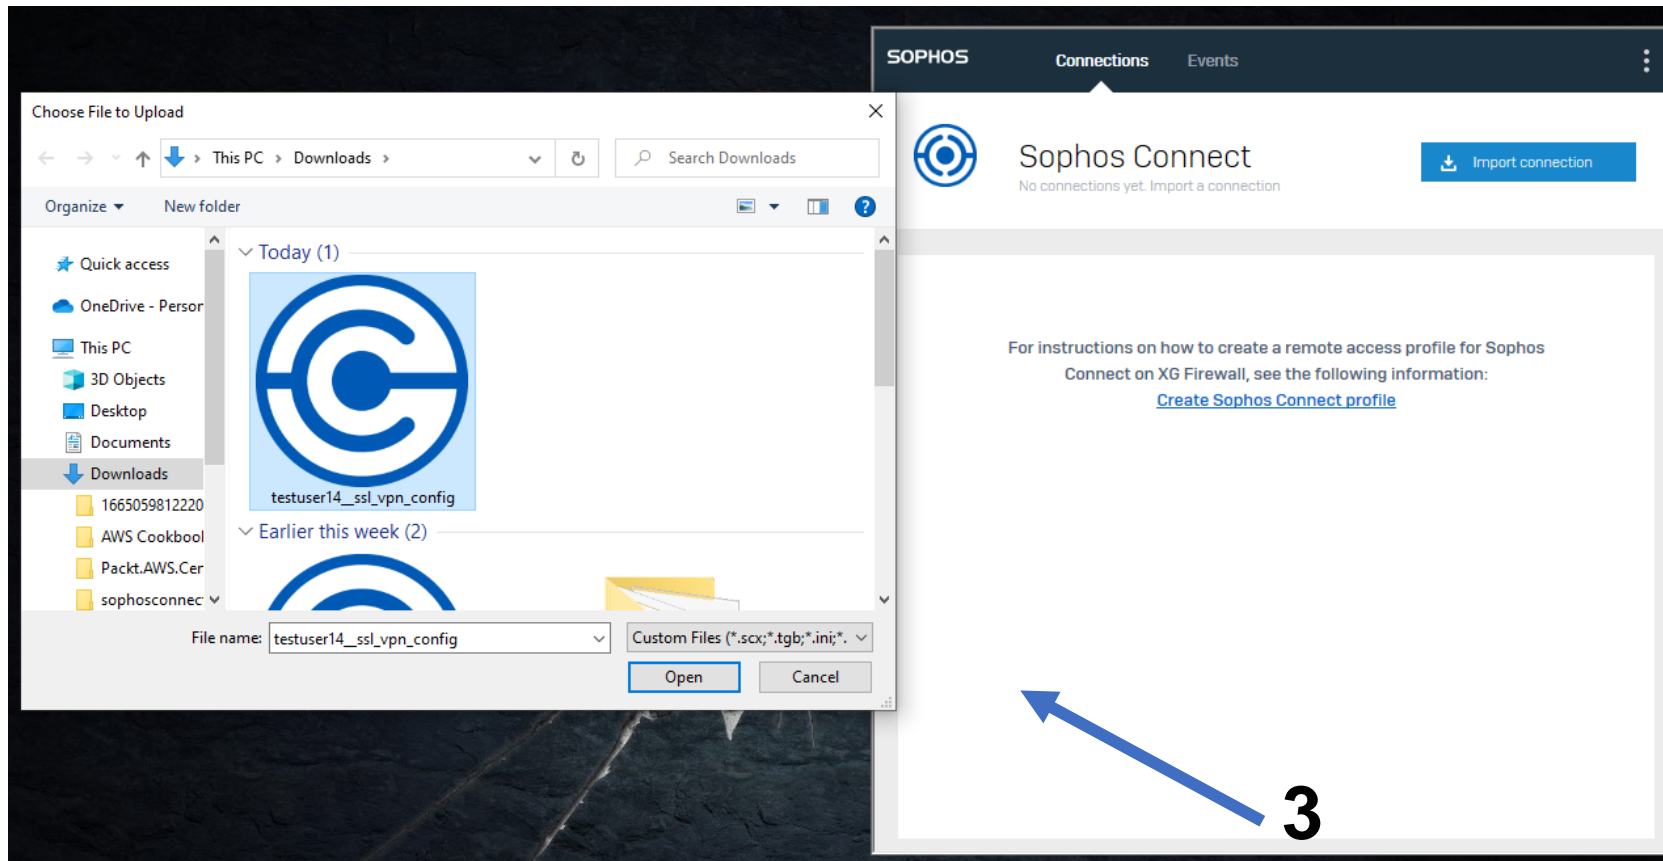 SOPHOS
Connections
Events
Choose File to Upload
This PC
Downloads
Search Downloads
Sophos Connect
Import connection
No connections yet. Import a connection
Organize
New folder
Quick access
OneDrive - Person
This PC
3D Objects
Desktop
Documents
Downloads
1665059812220
AWS Cookbool
Packt.AWS.Cer
sophosconnec
Today (1)
testuser14__ssl_vpn_config
Earlier this week (2)
For instructions on how to create a remote access profile for Sophos
Connect on XG Firewall, see the following information:
Create Sophos Connect profile
File name:
testuser14__ssl_vpn_config
Custom Files (*.scx;*.tgb;*.ini;*.
Open
Cancel
3